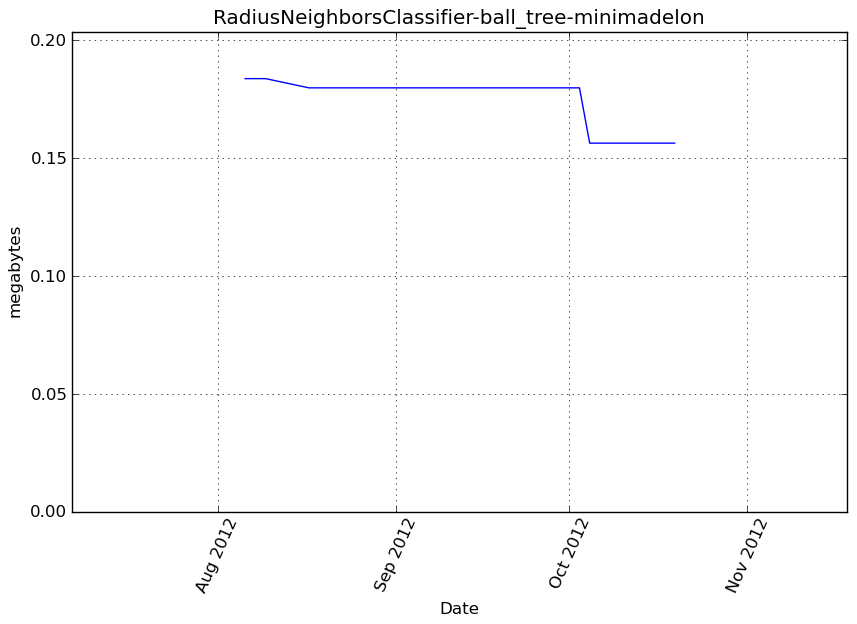 RadiusNeighborsClassifier-ball_tree-minimadelon
0.20
0.15
0.10
0.05
0.00
megabytes
Aug 2012
Sep 2012
Oct 2012
Nov 2012
Date